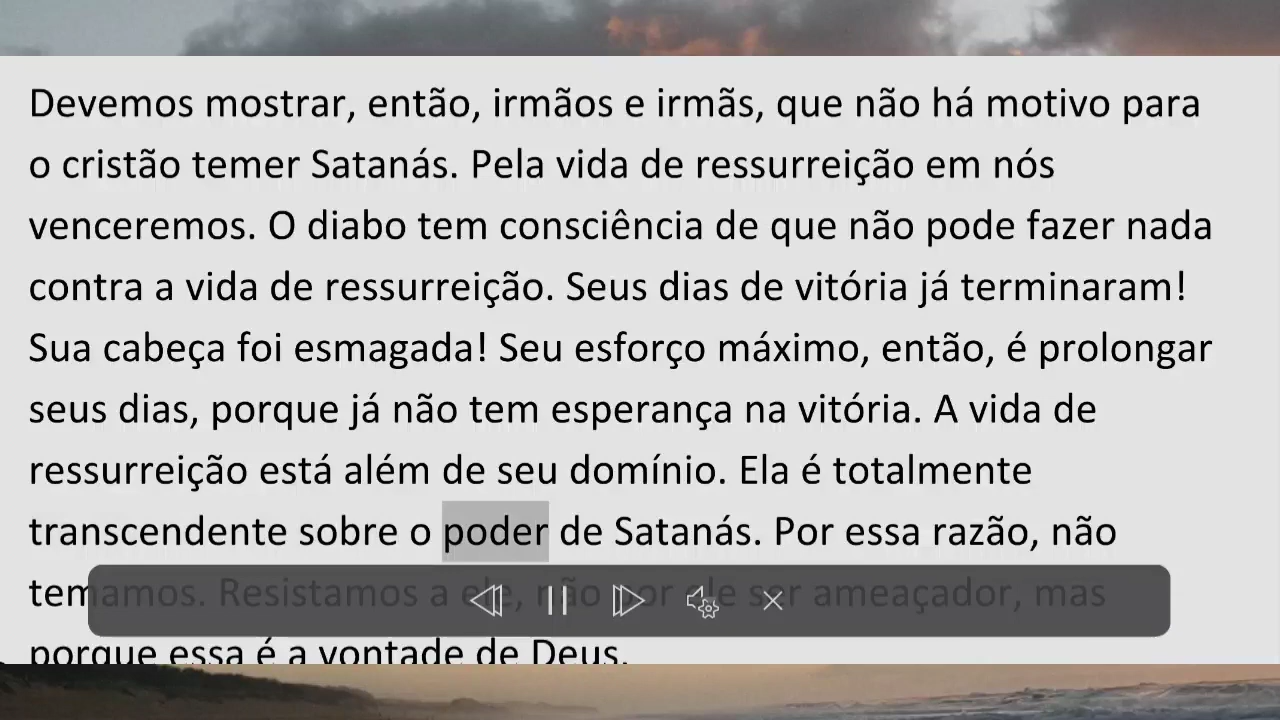 Devemos mostrar, então, irmãos e irmãs, que não há motivo para
o cristão temer Satanás. Pela vida de ressurreição em nós
venceremos. O diabo tem consciência de que não pode fazer nada
contra a vida de ressurreição. Seus dias de vitória já terminaram!
Sua cabeça foi esmagada! Seu esforço máximo, então, é prolongar
seus dias, porque já não tem esperança na vitória. A vida de
ressurreição está além de seu domínio. Ela é totalmente
transcendente sobre o poder de Satanás. Por essa razão, não
temamos. Resistamos a ele, não por ele ser ameaçador, mas
porque essa é a vontade de Deus.